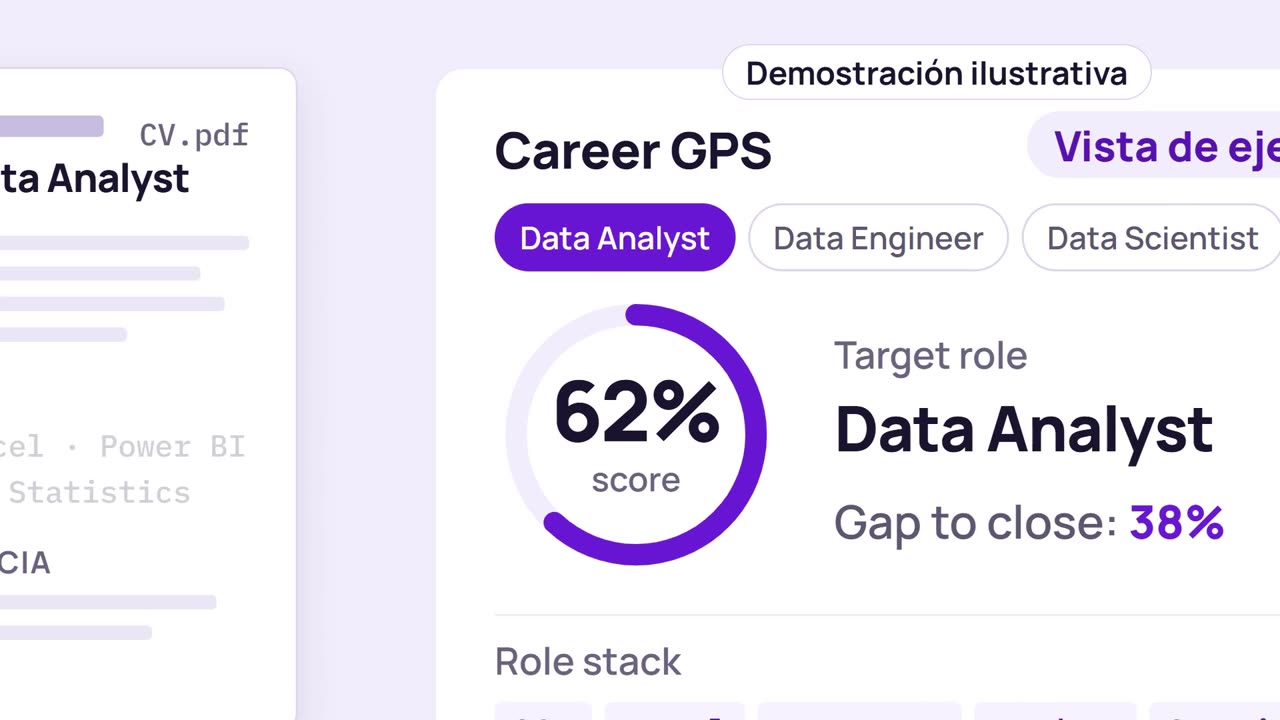 CV.pdf
ta Analyst
cel · Power BI
Statistics
CIA
Demostración ilustrativa
Career GPS
Vista de eje
Data Analyst
Data Engineer
Data Scientist
62%
score
Target role
Data Analyst
Gap to close: 38%
Role stack